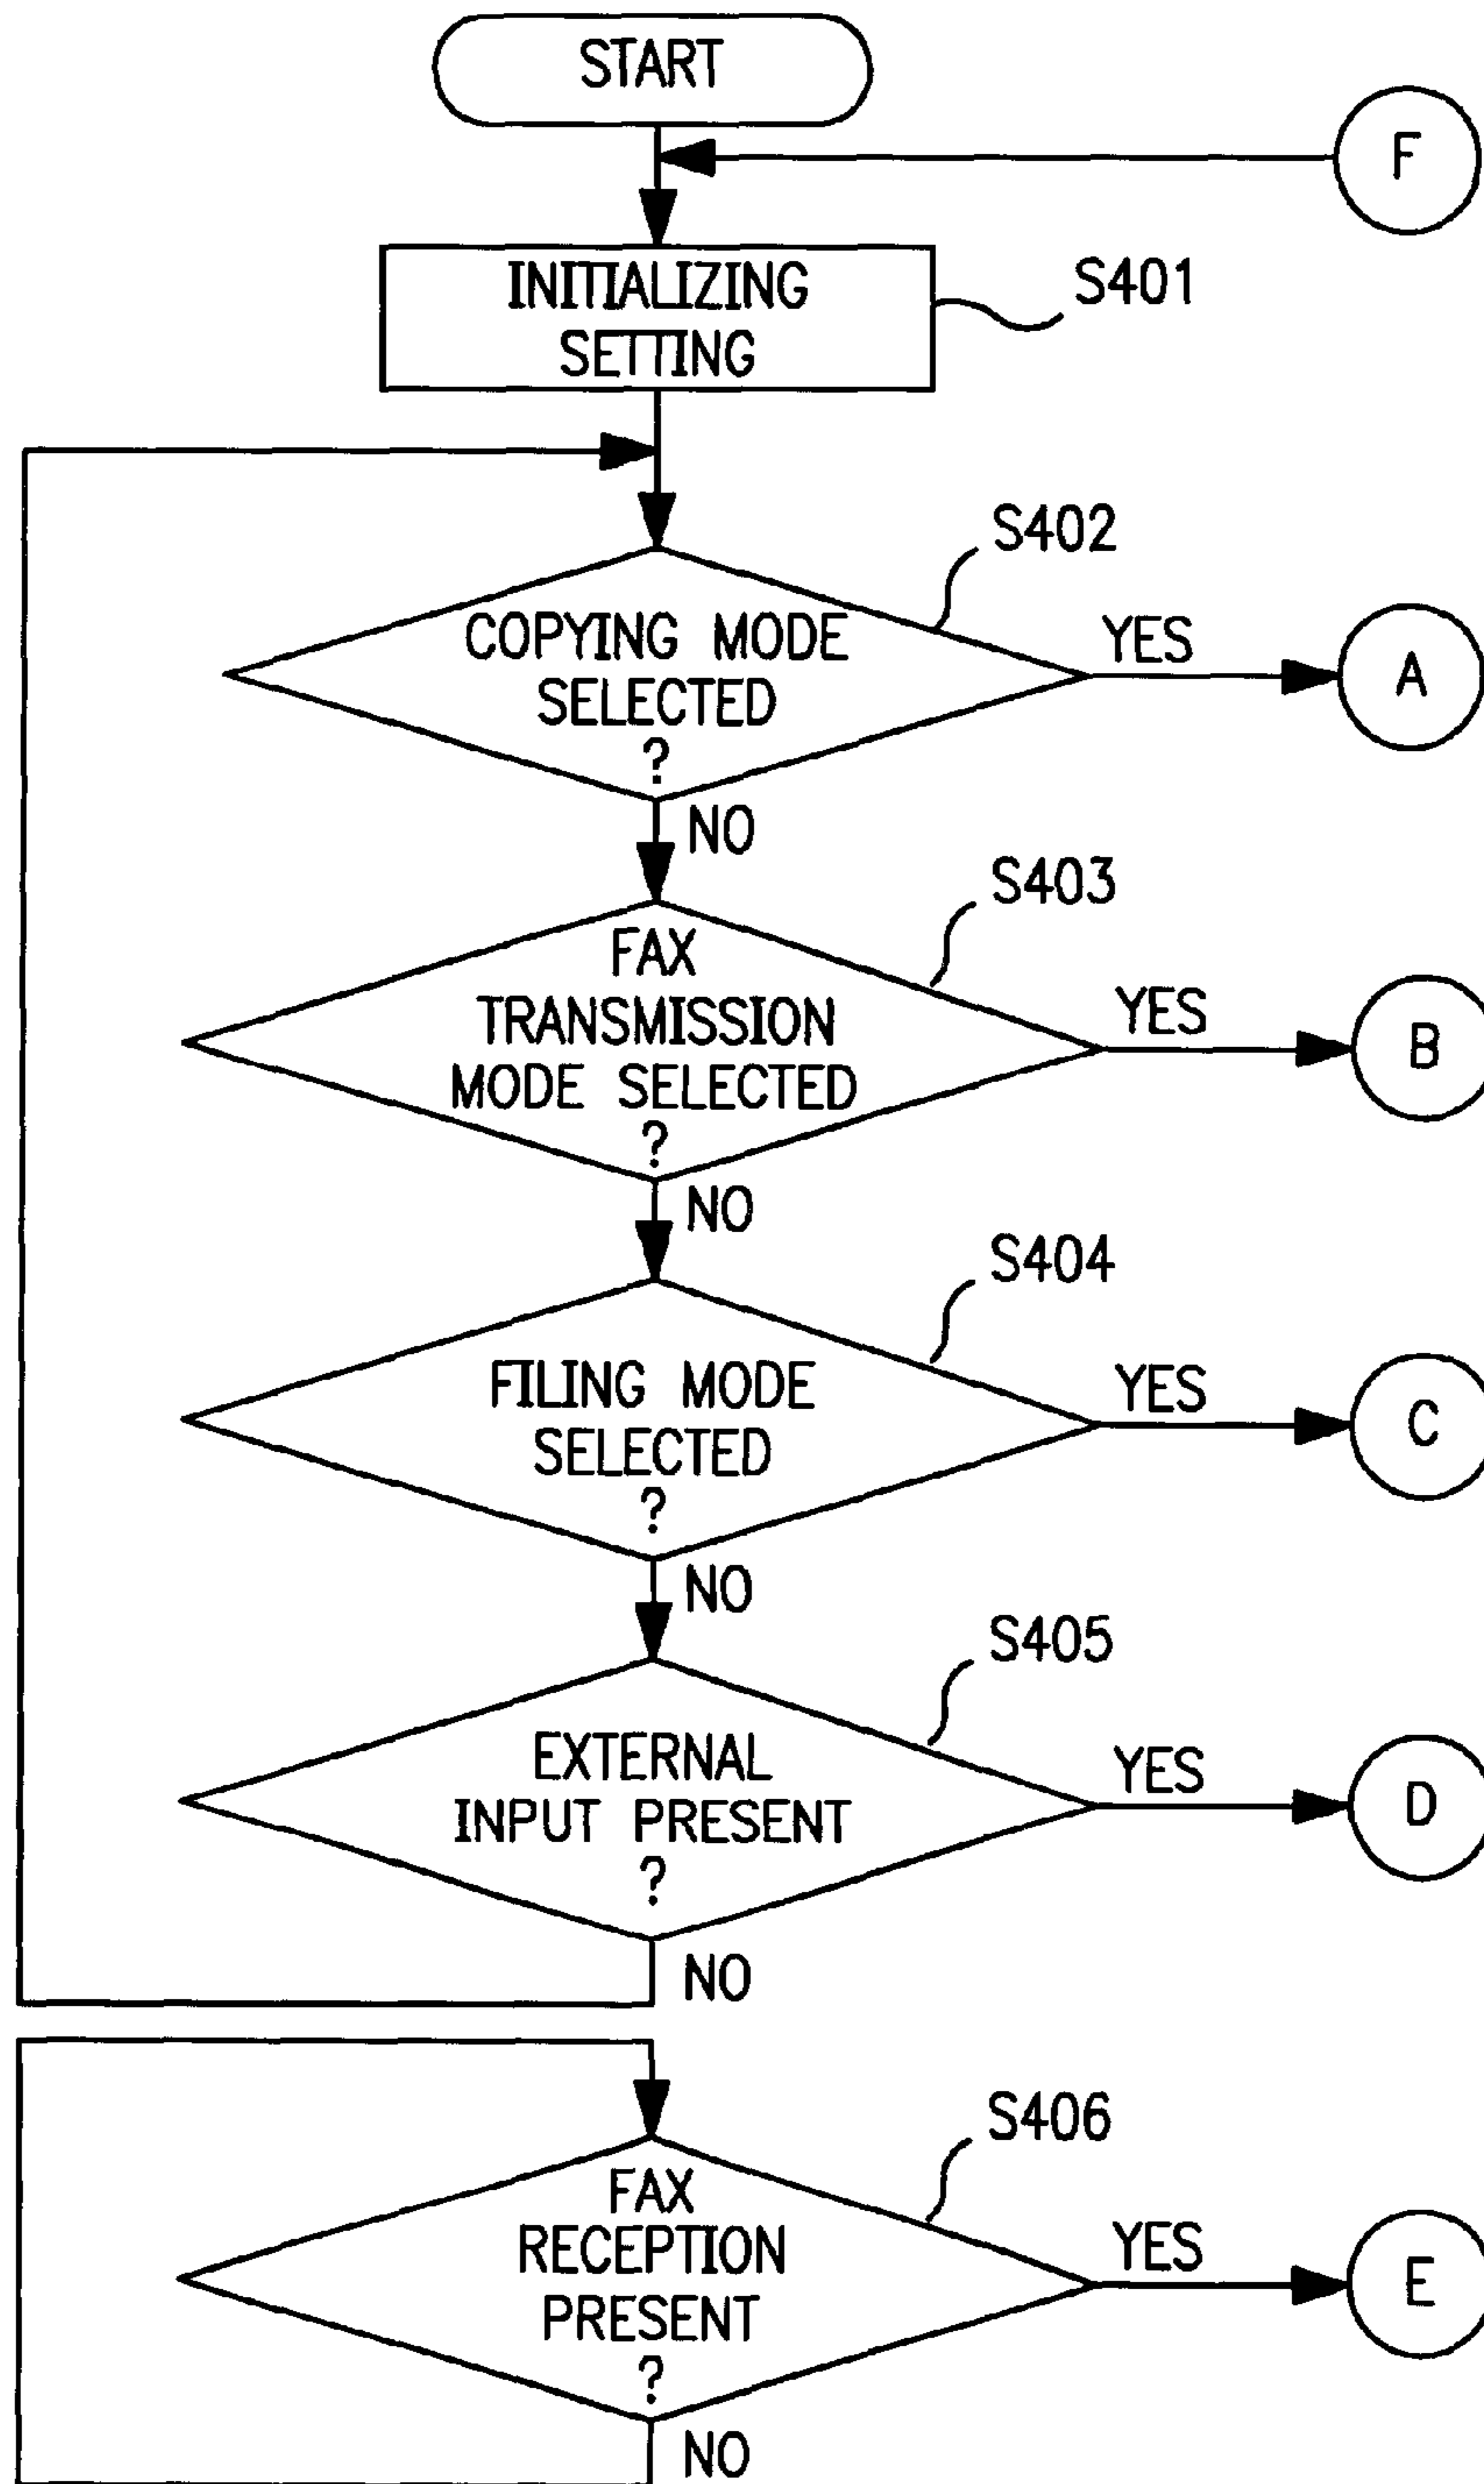 START
F
INITIALIZING
SETTING
S401
S402
COPYING MODE
SELECTED
?
YES
A
NO
S403
FAX
TRANSMISSION
MODE SELECTED
?
YES
B
NO
S404
FILING MODE
SELECTED
?
YES
C
NO
S405
EXTERNAL
INPUT PRESENT
?
YES
D
NO
S406
FAX
RECEPTION
PRESENT
?
YES
E
NO